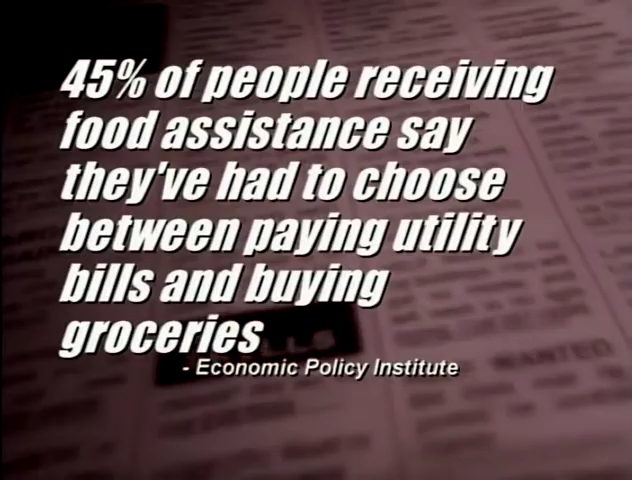 45% of people receiving
food assistance say
they've had to choose
between paying utility
bills and buying
groceries
- Economic Policy Institute
WANTED